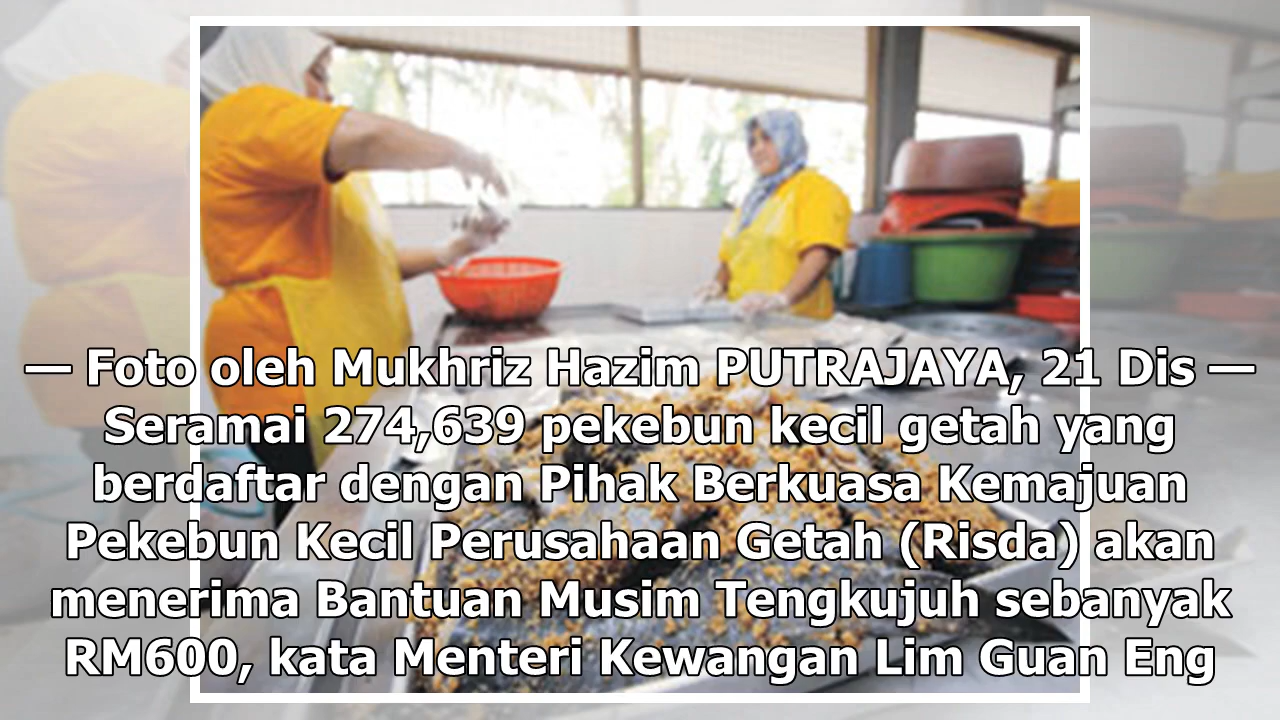 — Foto oleh Mukhriz Hazim PUTRAJAYA, 21 Dis —
Seramai 274,639 pekebun kecil getah yang
berdaftar dengan Pihak Berkuasa Kemajuan
Pekebun Kecil Perusahaan Getah (Risda) akan
menerima Bantuan Musim Tengkujuh sebanyak
RM600, kata Menteri Kewangan Lim Guan Eng